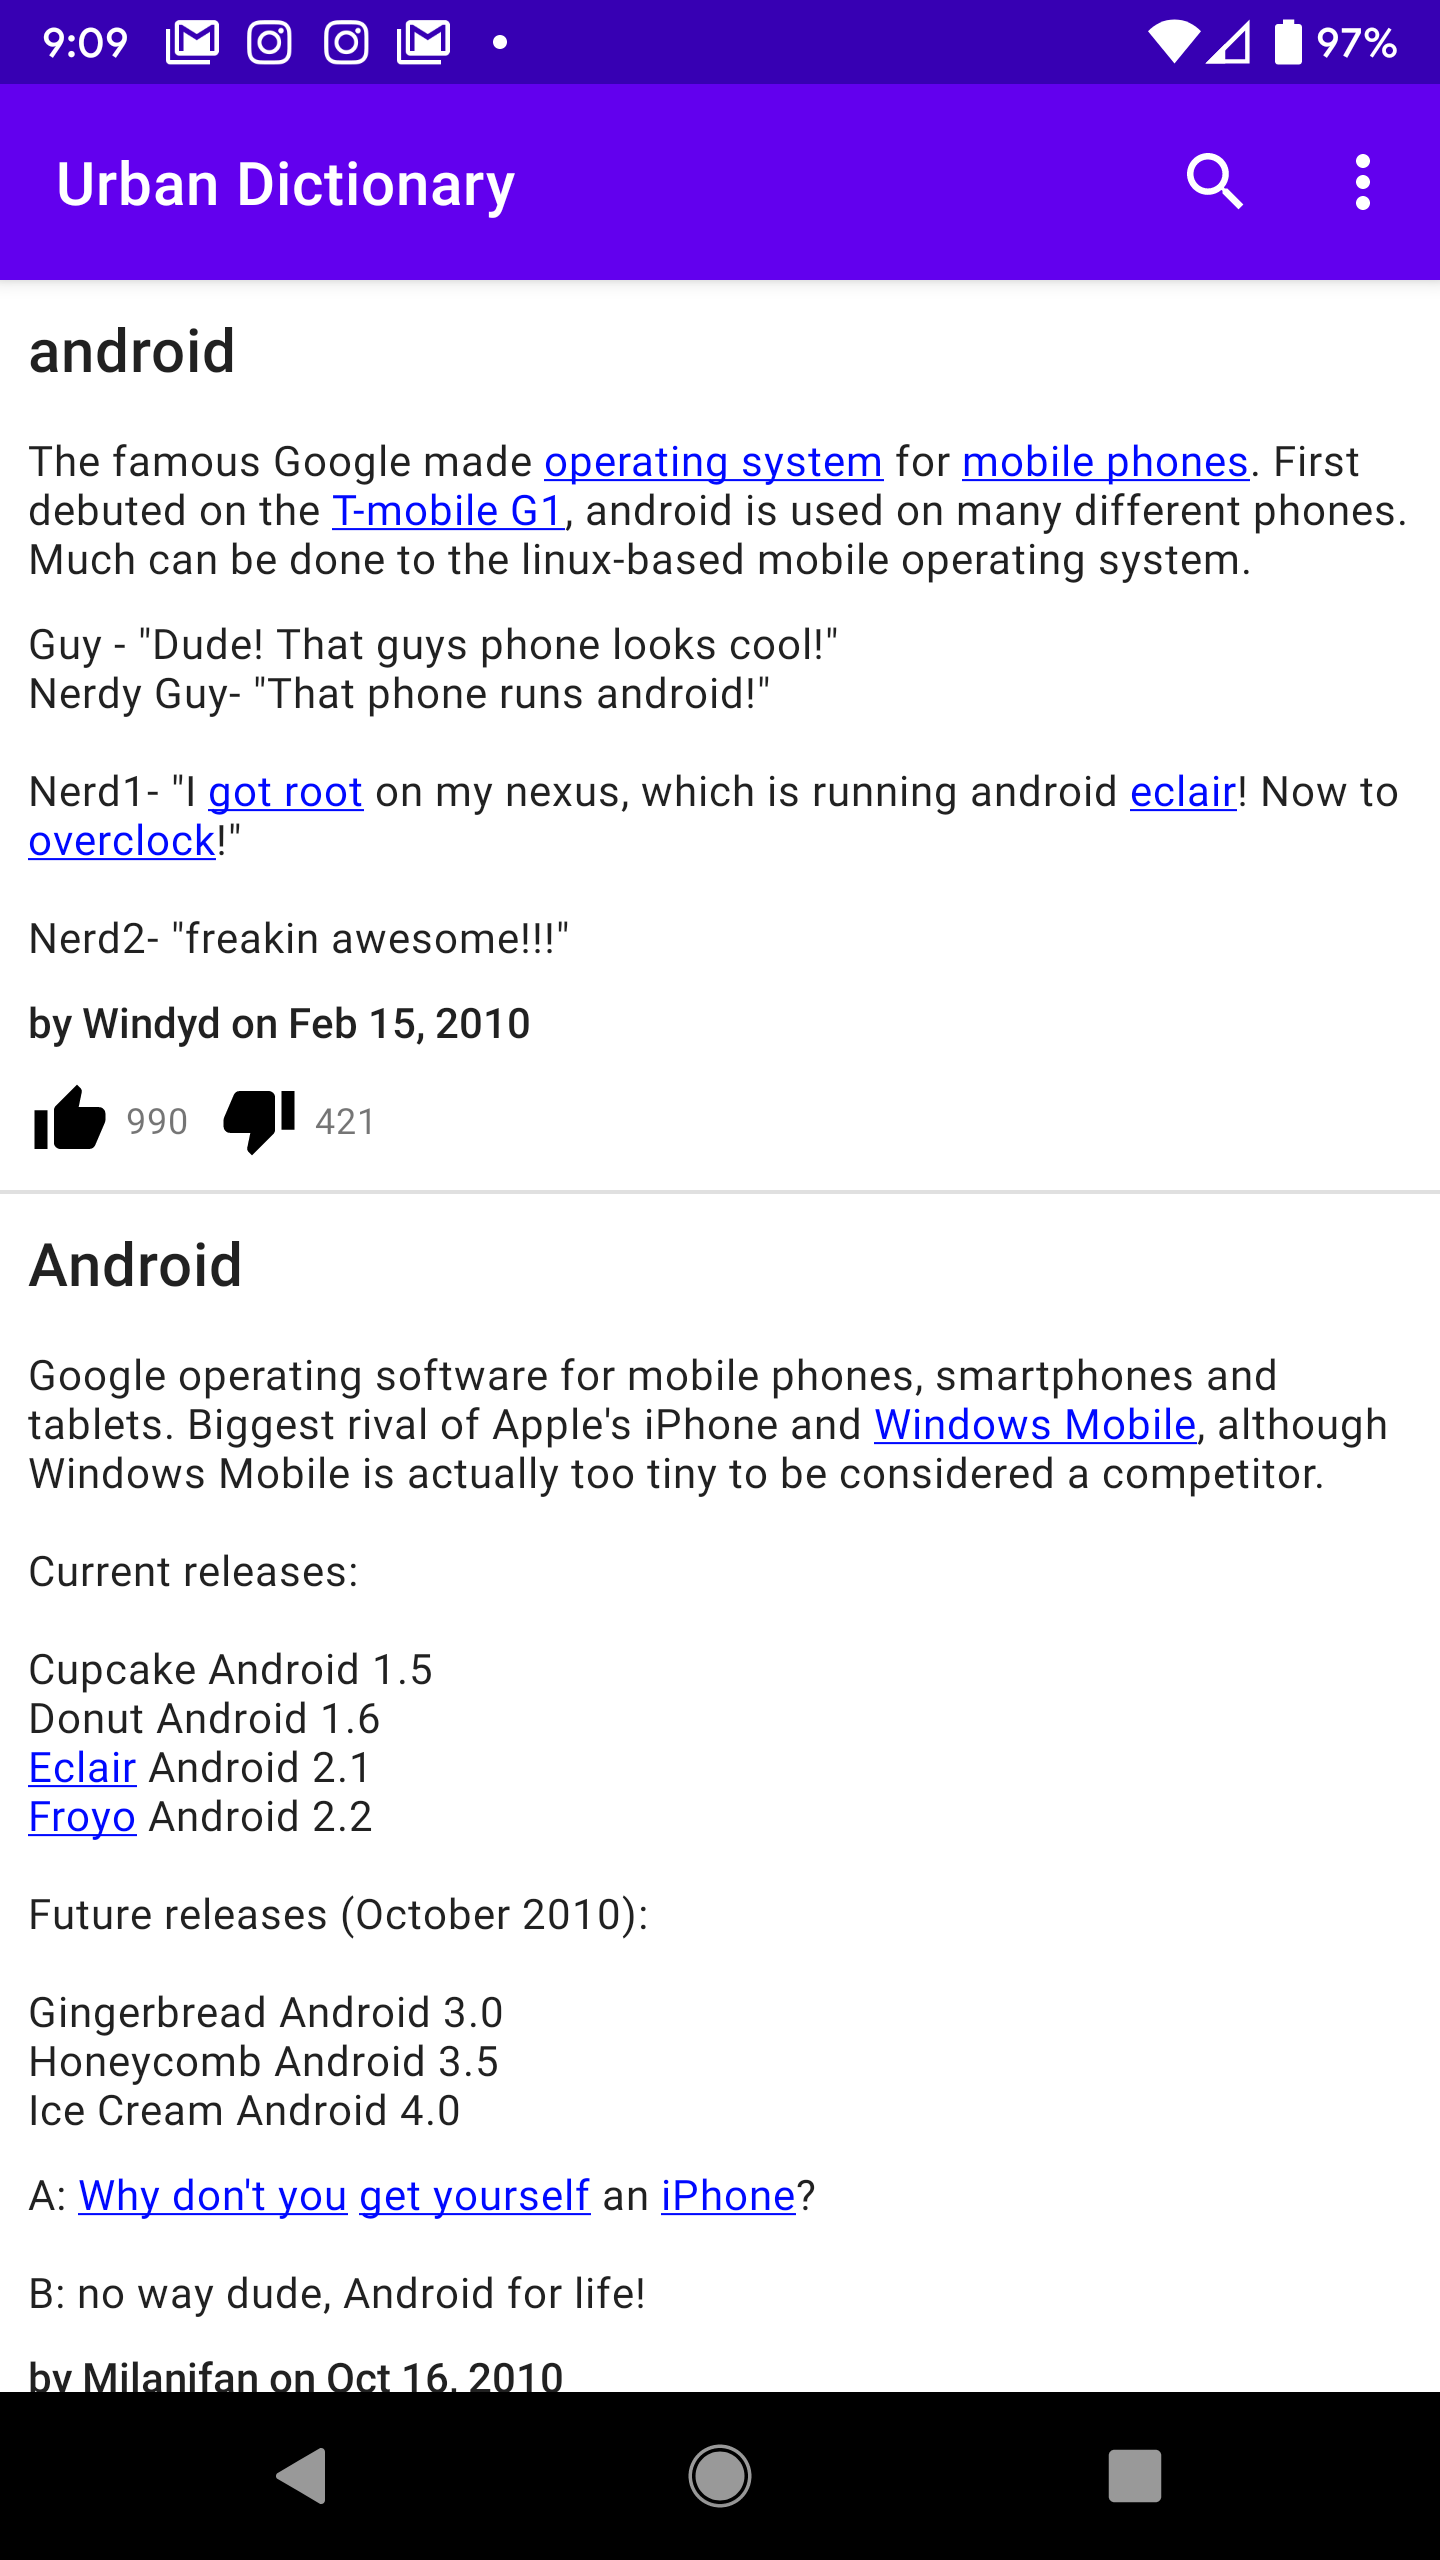 9:09
97%
Urban Dictionary
android
The famous Google made operating system for mobile phones. First
debuted on the T-mobile G1, android is used on many different phones.
Much can be done to the linux-based mobile operating system.
Guy - "Dude! That guys phone looks cool!"
Nerdy Guy- "That phone runs android!"
Nerd1- "I got root on my nexus, which is running android eclair! Now to
overclock!"
Nerd2- "freakin awesome!!!"
by Windyd on Feb 15, 2010
990 421
Android
Google operating software for mobile phones, smartphones and
tablets. Biggest rival of Apple's iPhone and Windows Mobile, although
Windows Mobile is actually too tiny to be considered a competitor.
Current releases:
Cupcake Android 1.5
Donut Android 1.6
Eclair Android 2.1
Froyo Android 2.2
Future releases (October 2010):
Gingerbread Android 3.0
Honeycomb Android 3.5
Ice Cream Android 4.0
A: Why don't you get yourself an iPhone?
B: no way dude, Android for life!
by Milanifan on Oct 16, 2010